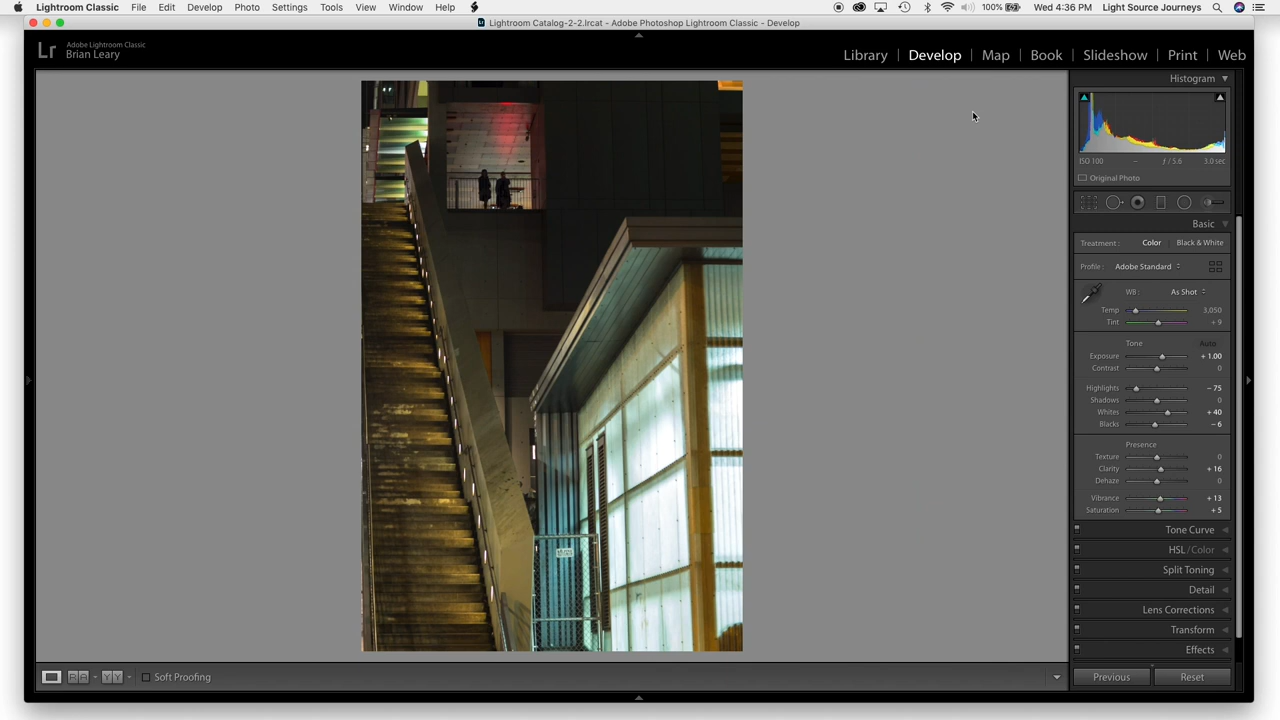 Lightroom Classic File Edit Develop Photo Settings Tools View Window Help 100% Wed 4:36 PM Light Source Journeys
Lightroom Catalog-2-2.lrcat - Adobe Photoshop Lightroom Classic - Develop
Lr Adobe Lightroom Classic
Brian Leary
Library | Develop | Map | Book | Slideshow | Print | Web
Histogram
ISO 100 – ƒ / 5.6 3.0 sec
Original Photo
Basic
Treatment : Color Black & White
Profile : Adobe Standard
WB : As Shot
Temp 3,050
Tint + 9
Tone Auto
Exposure + 1.00
Contrast 0
Highlights – 75
Shadows 0
Whites + 40
Blacks – 6
Presence
Texture 0
Clarity + 16
Dehaze 0
Vibrance + 13
Saturation + 5
Tone Curve
HSL / Color
Split Toning
Detail
Lens Corrections
Transform
Effects
Soft Proofing
Previous Reset